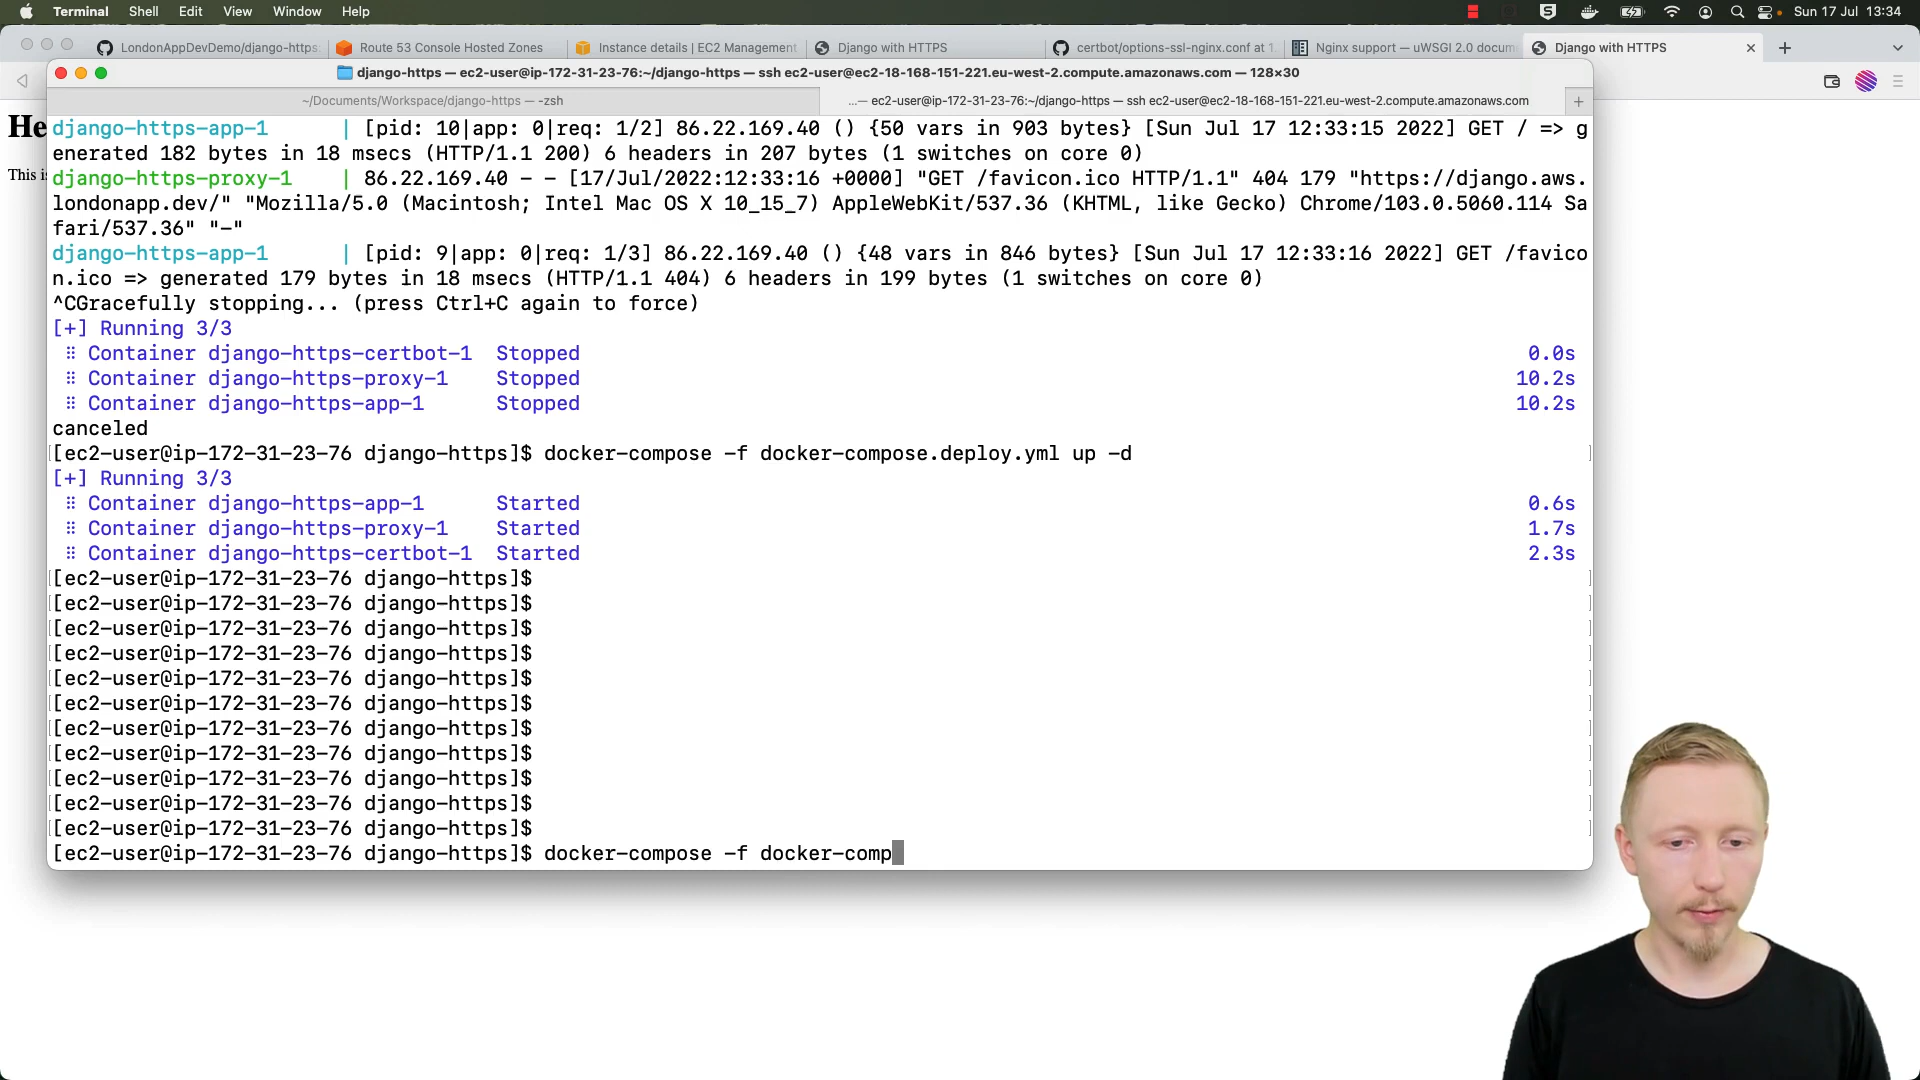 Terminal Shell Edit View Window Help Sun 17 Jul 13:34
LondonAppDevDemo/django-https: Route 53 Console Hosted Zones Instance details | EC2 Management Django with HTTPS certbot/options-ssl-nginx.conf at 1. Nginx support — uWSGI 2.0 docum Django with HTTPS
django-https — ec2-user@ip-172-31-23-76:~/django-https — ssh ec2-user@ec2-18-168-151-221.eu-west-2.compute.amazonaws.com — 128×30
~/Documents/Workspace/django-https — -zsh ...— ec2-user@ip-172-31-23-76:~/django-https — ssh ec2-user@ec2-18-168-151-221.eu-west-2.compute.amazonaws.com
He
This is
django-https-app-1 | [pid: 10|app: 0|req: 1/2] 86.22.169.40 () {50 vars in 903 bytes} [Sun Jul 17 12:33:15 2022] GET / => g
enerated 182 bytes in 18 msecs (HTTP/1.1 200) 6 headers in 207 bytes (1 switches on core 0)
django-https-proxy-1 | 86.22.169.40 - - [17/Jul/2022:12:33:16 +0000] "GET /favicon.ico HTTP/1.1" 404 179 "https://django.aws.
londonapp.dev/" "Mozilla/5.0 (Macintosh; Intel Mac OS X 10_15_7) AppleWebKit/537.36 (KHTML, like Gecko) Chrome/103.0.5060.114 Sa
fari/537.36" "-"
django-https-app-1 | [pid: 9|app: 0|req: 1/3] 86.22.169.40 () {48 vars in 846 bytes} [Sun Jul 17 12:33:16 2022] GET /favico
n.ico => generated 179 bytes in 18 msecs (HTTP/1.1 404) 6 headers in 199 bytes (1 switches on core 0)
^CGracefully stopping... (press Ctrl+C again to force)
[+] Running 3/3
⠿ Container django-https-certbot-1 Stopped 0.0s
⠿ Container django-https-proxy-1 Stopped 10.2s
⠿ Container django-https-app-1 Stopped 10.2s
canceled
[ec2-user@ip-172-31-23-76 django-https]$ docker-compose -f docker-compose.deploy.yml up -d
[+] Running 3/3
⠿ Container django-https-app-1 Started 0.6s
⠿ Container django-https-proxy-1 Started 1.7s
⠿ Container django-https-certbot-1 Started 2.3s
[ec2-user@ip-172-31-23-76 django-https]$
[ec2-user@ip-172-31-23-76 django-https]$
[ec2-user@ip-172-31-23-76 django-https]$
[ec2-user@ip-172-31-23-76 django-https]$
[ec2-user@ip-172-31-23-76 django-https]$
[ec2-user@ip-172-31-23-76 django-https]$
[ec2-user@ip-172-31-23-76 django-https]$
[ec2-user@ip-172-31-23-76 django-https]$
[ec2-user@ip-172-31-23-76 django-https]$
[ec2-user@ip-172-31-23-76 django-https]$
[ec2-user@ip-172-31-23-76 django-https]$
[ec2-user@ip-172-31-23-76 django-https]$ docker-compose -f docker-comp